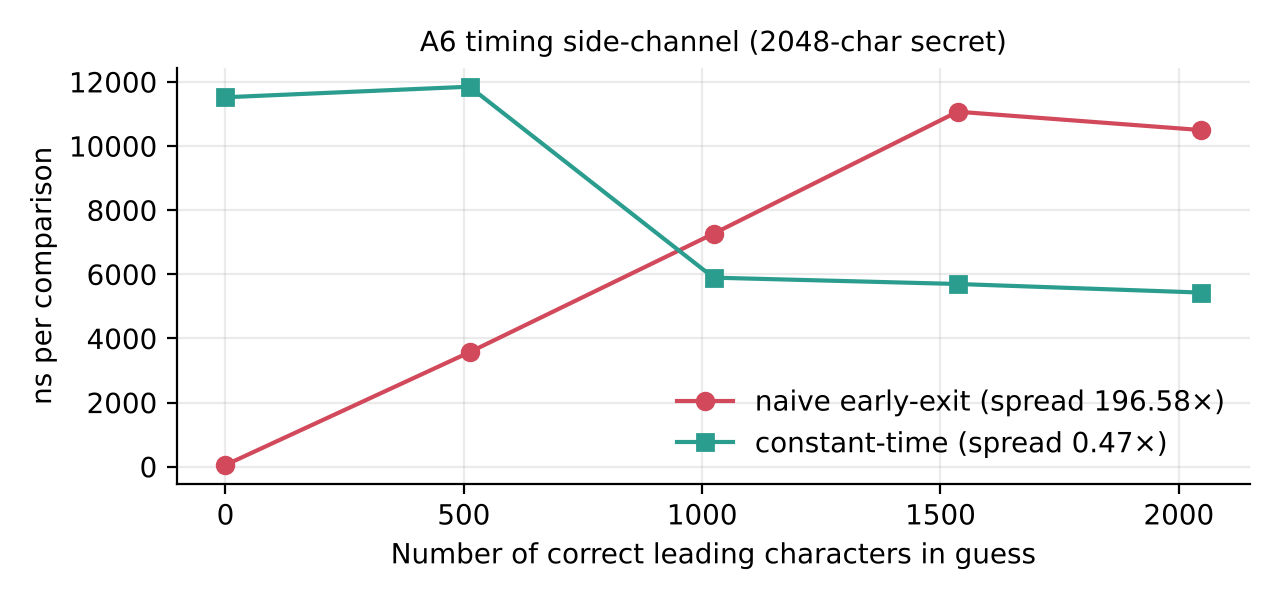 A6 timing side-channel (2048-char secret)
12000
10000
8000
6000
4000
2000
0
ns per comparison
naive early-exit (spread 196.58×)
constant-time (spread 0.47×)
0 500 1000 1500 2000
Number of correct leading characters in guess